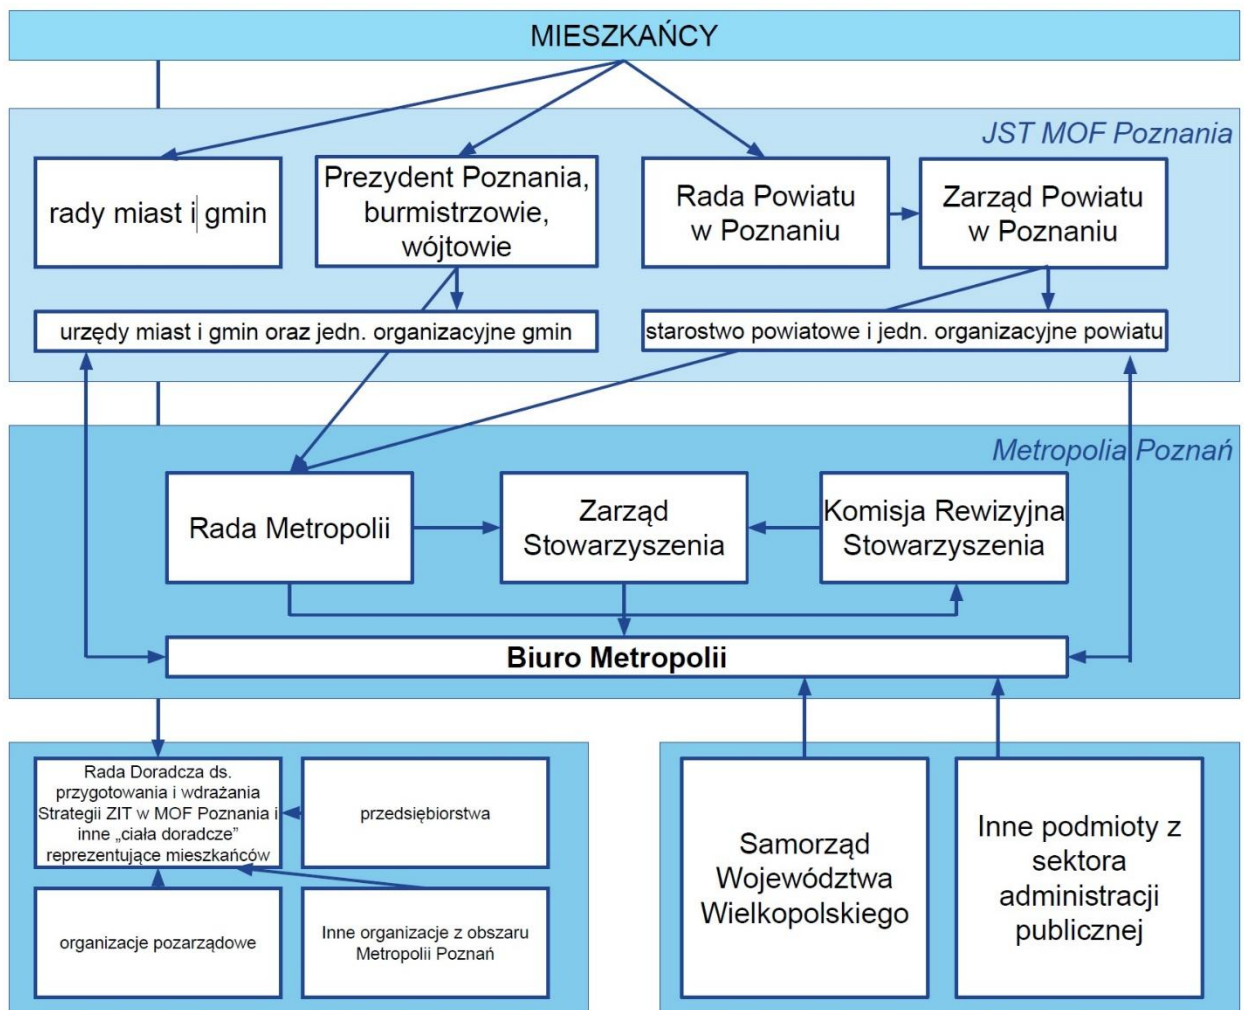 MIESZKAŃCY
JST MOF Poznania
rady miast i gmin
Prezydent Poznania,
burmistrzowie,
wójtowie
Rada Powiatu
w Poznaniu
Zarząd Powiatu
w Poznaniu
urzędy miast i gmin oraz jedn. organizacyjne gmin
starostwo powiatowe i jedn. organizacyjne powiatu
Metropolia Poznań
Rada Metropolii
Zarząd
Stowarzyszenia
Komisja Rewizyjna
Stowarzyszenia
Biuro Metropolii
Rada Doradcza ds.
przygotowania i wdrażania
Strategii ZIT w MOF Poznania i
inne „ciała doradcze”
reprezentujące mieszkańców
przedsiębiorstwa
organizacje pozarządowe
Inne organizacje z obszaru
Metropolii Poznań
Samorząd
Województwa
Wielkopolskiego
Inne podmioty z
sektora
administracji
publicznej